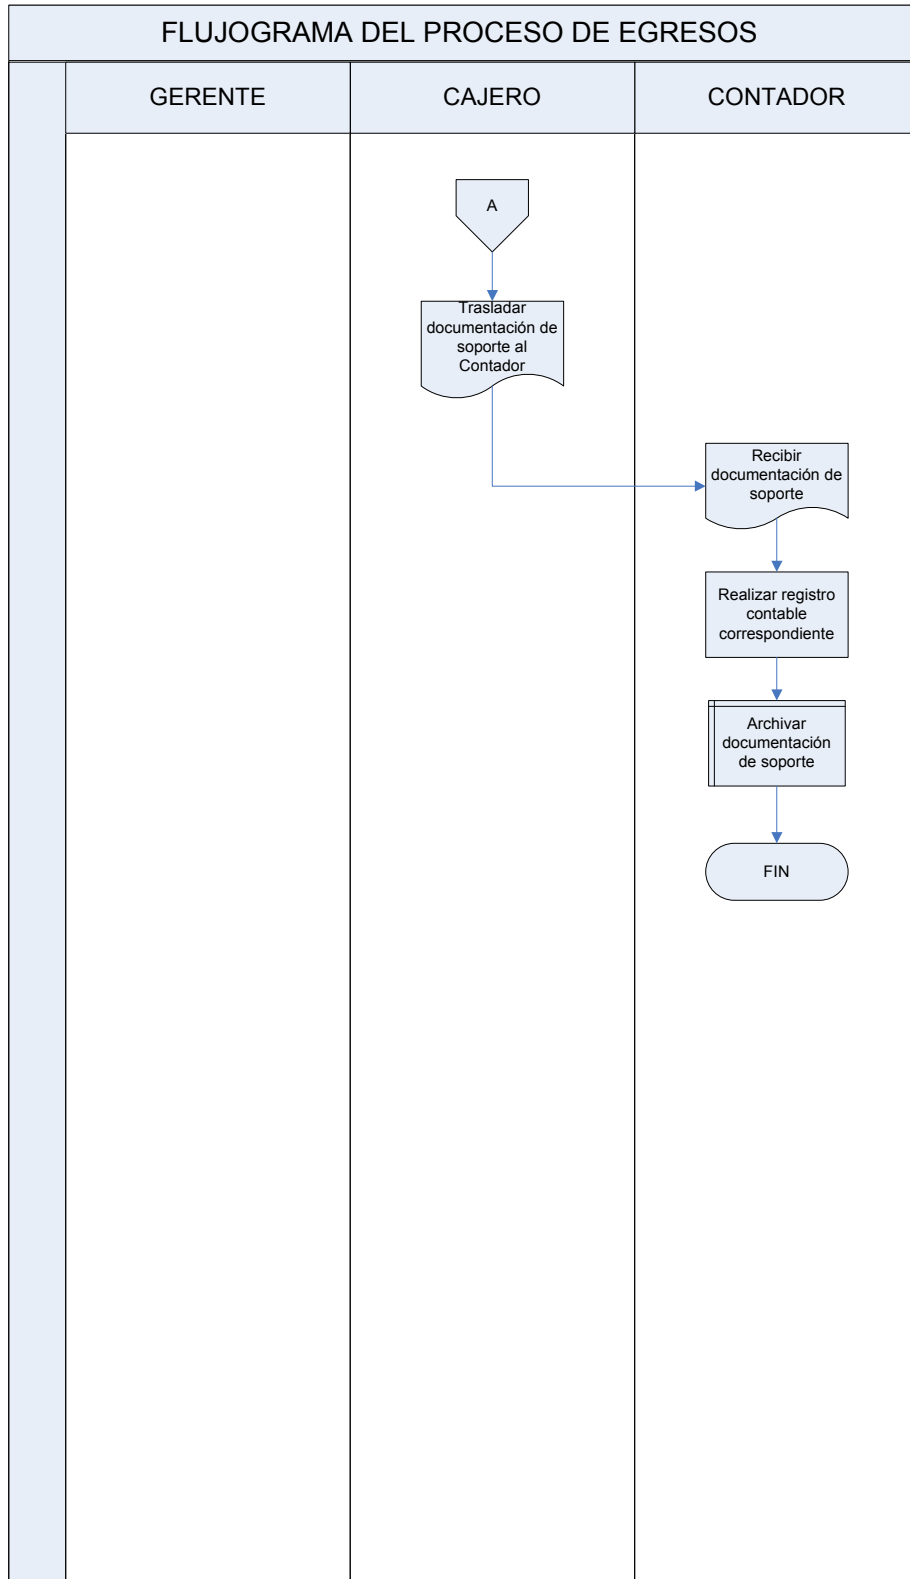 FLUJOGRAMA DEL PROCESO DE EGRESOS
GERENTE
CAJERO
CONTADOR
A
Trasladar
documentación de
soporte al
Contador
Recibir
documentación de
soporte
Realizar registro
contable
correspondiente
Archivar
documentación
de soporte
FIN